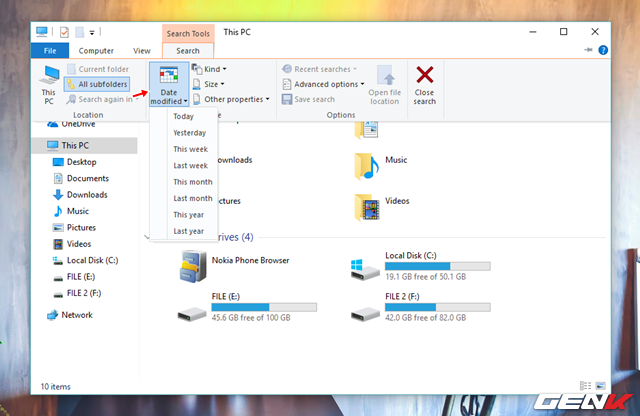 Search Tools
This PC
File
Computer
View
Search
This PC
Current folder
All subfolders
Search again in
Location
Date modified
Kind
Size
Other properties
Recent searches
Advanced options
Save search
Open file location
Options
Close search
Today
Yesterday
This week
Last week
This month
Last month
This year
Last year
OneDrive
This PC
Desktop
Documents
Downloads
Music
Pictures
Videos
Local Disk (C:)
FILE (E:)
FILE 2 (F:)
Network
Music
Videos
(4)
Nokia Phone Browser
Local Disk (C:)
19.1 GB free of 50.1 GB
FILE (E:)
45.6 GB free of 100 GB
FILE 2 (F:)
42.0 GB free of 82.0 GB
10 items
GENK